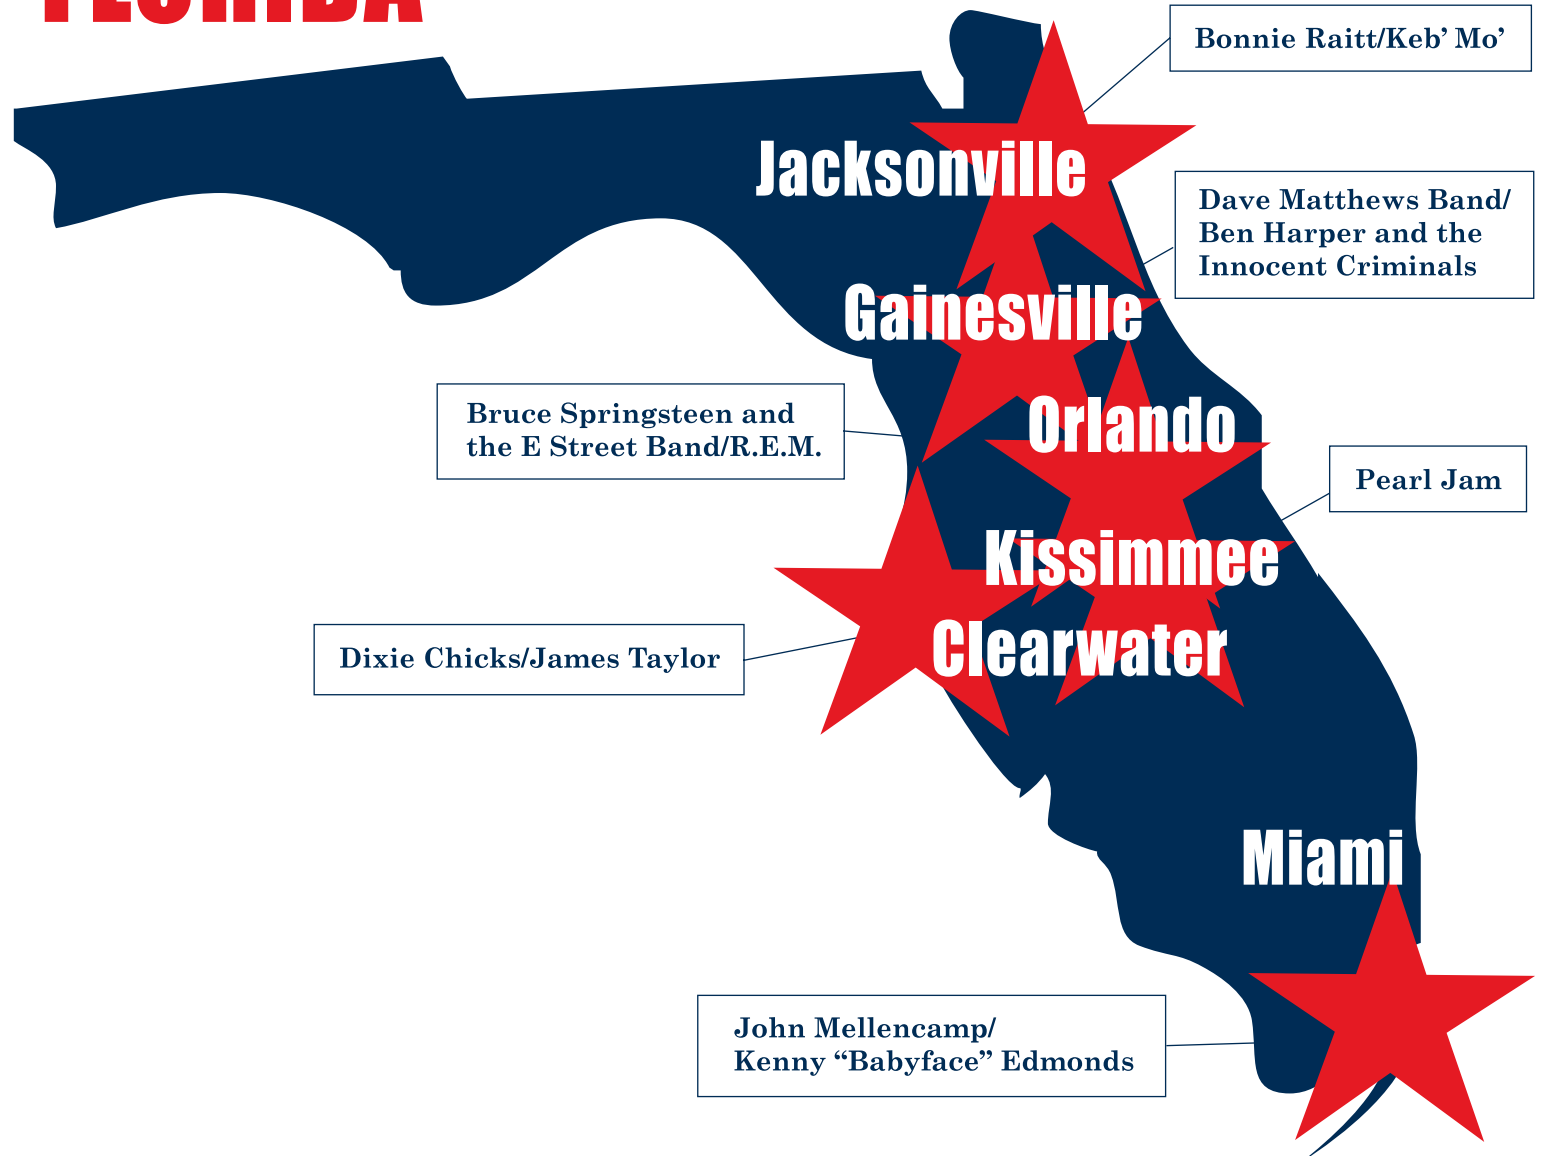 FLORIDA
Bonnie Raitt/Keb’ Mo’
Jacksonville
Dave Matthews Band/
Ben Harper and the
Innocent Criminals
Gainesville
Bruce Springsteen and
the E Street Band/R.E.M.
Orlando
Pearl Jam
Kissimmee
Dixie Chicks/James Taylor
Clearwater
Miami
John Mellencamp/
Kenny “Babyface” Edmonds